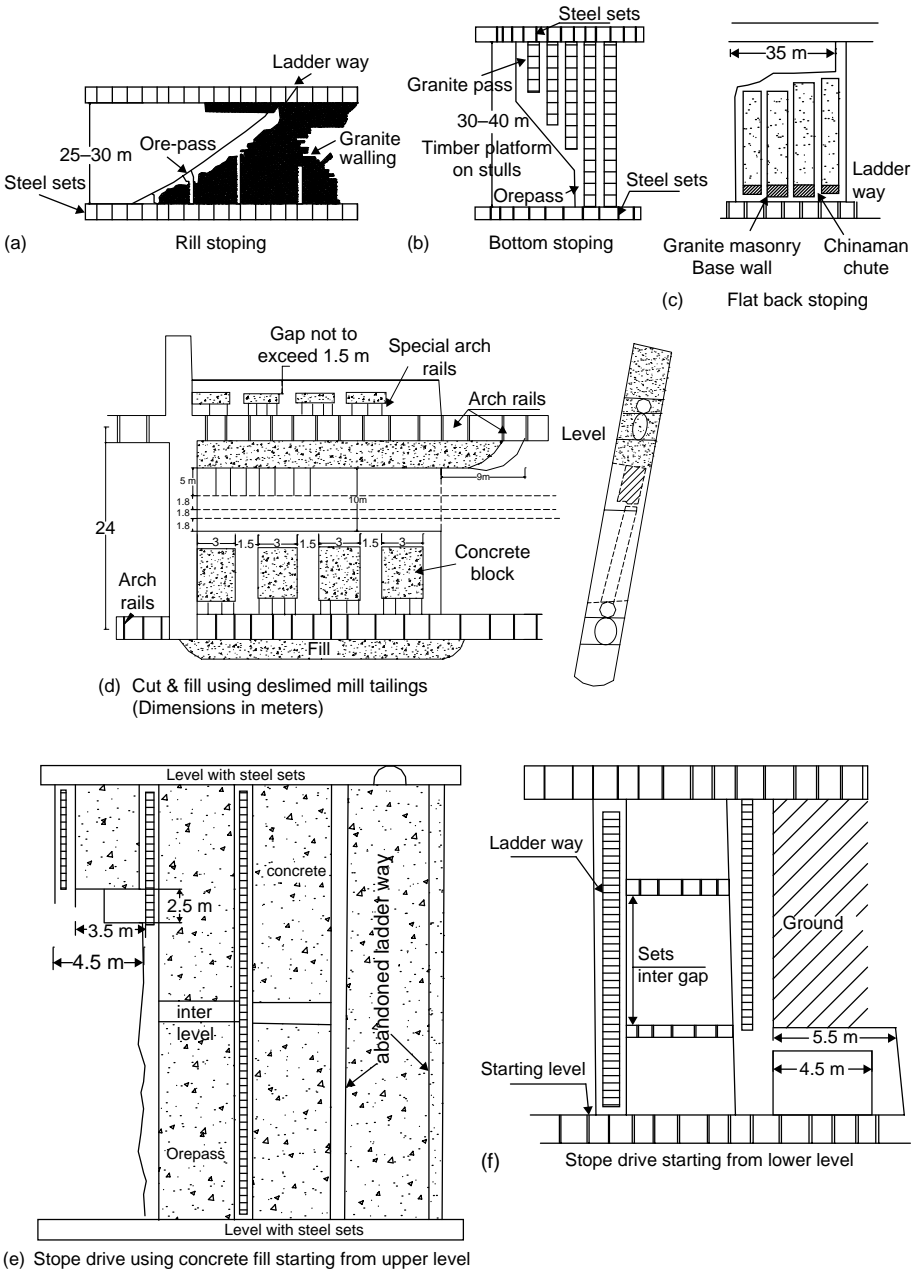 Ladder way
Ore-pass
25–30 m
Granite
walling
Steel sets
(a)
Rill stoping
Steel sets
Granite pass
30–40 m
Timber platform
on stulls
Orepass
Steel sets
(b)
Bottom stoping
35 m
Ladder
way
Granite masonry
Base wall
Chinaman
chute
(c)
Flat back stoping
Gap not to
exceed 1.5 m
Special arch
rails
Arch rails
Level
5 m
9m
10m
1.8
1.8
1.8
24
3
1.5
3
1.5
3
1.5
3
Concrete
block
Arch
rails
Fill
(d) Cut & fill using deslimed mill tailings
(Dimensions in meters)
Level with steel sets
concrete
2.5 m
3.5 m
4.5 m
abandoned ladder way
inter
level
Orepass
Level with steel sets
(e) Stope drive using concrete fill starting from upper level
Ladder way
Ground
Sets
inter gap
5.5 m
4.5 m
Starting level
(f)
Stope drive starting from lower level